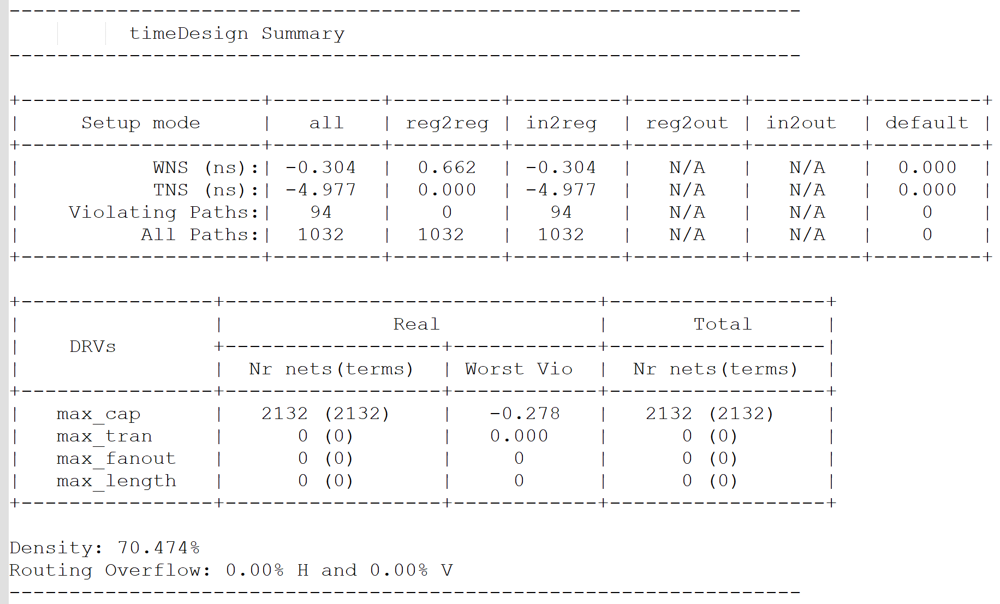 ------------------------------------------------------------------
          timeDesign Summary
------------------------------------------------------------------

+--------------------+---------+---------+---------+---------+---------+---------+
|     Setup mode     |   all   | reg2reg | in2reg  | reg2out | in2out  | default |
+--------------------+---------+---------+---------+---------+---------+---------+
|           WNS (ns):| -0.304  |  0.662  | -0.304  |   N/A   |   N/A   |  0.000  |
|           TNS (ns):| -4.977  |  0.000  | -4.977  |   N/A   |   N/A   |  0.000  |
|    Violating Paths:|   94    |    0    |   94    |   N/A   |   N/A   |    0    |
|          All Paths:|  1032   |  1032   |  1032   |   N/A   |   N/A   |    0    |
+--------------------+---------+---------+---------+---------+---------+---------+

+----------------+-------------------------------+------------------+
|                |              Real             |       Total      |
|    DRVs        +------------------+------------+------------------|
|                |  Nr nets(terms)  | Worst Vio  |  Nr nets(terms)  |
+----------------+------------------+------------+------------------+
|   max_cap      |   2132 (2132)    |   -0.278   |   2132 (2132)    |
|   max_tran     |      0 (0)       |   0.000    |      0 (0)       |
|   max_fanout   |      0 (0)       |     0      |      0 (0)       |
|   max_length   |      0 (0)       |     0      |      0 (0)       |
+----------------+------------------+------------+------------------+

Density: 70.474%
Routing Overflow: 0.00% H and 0.00% V
------------------------------------------------------------------